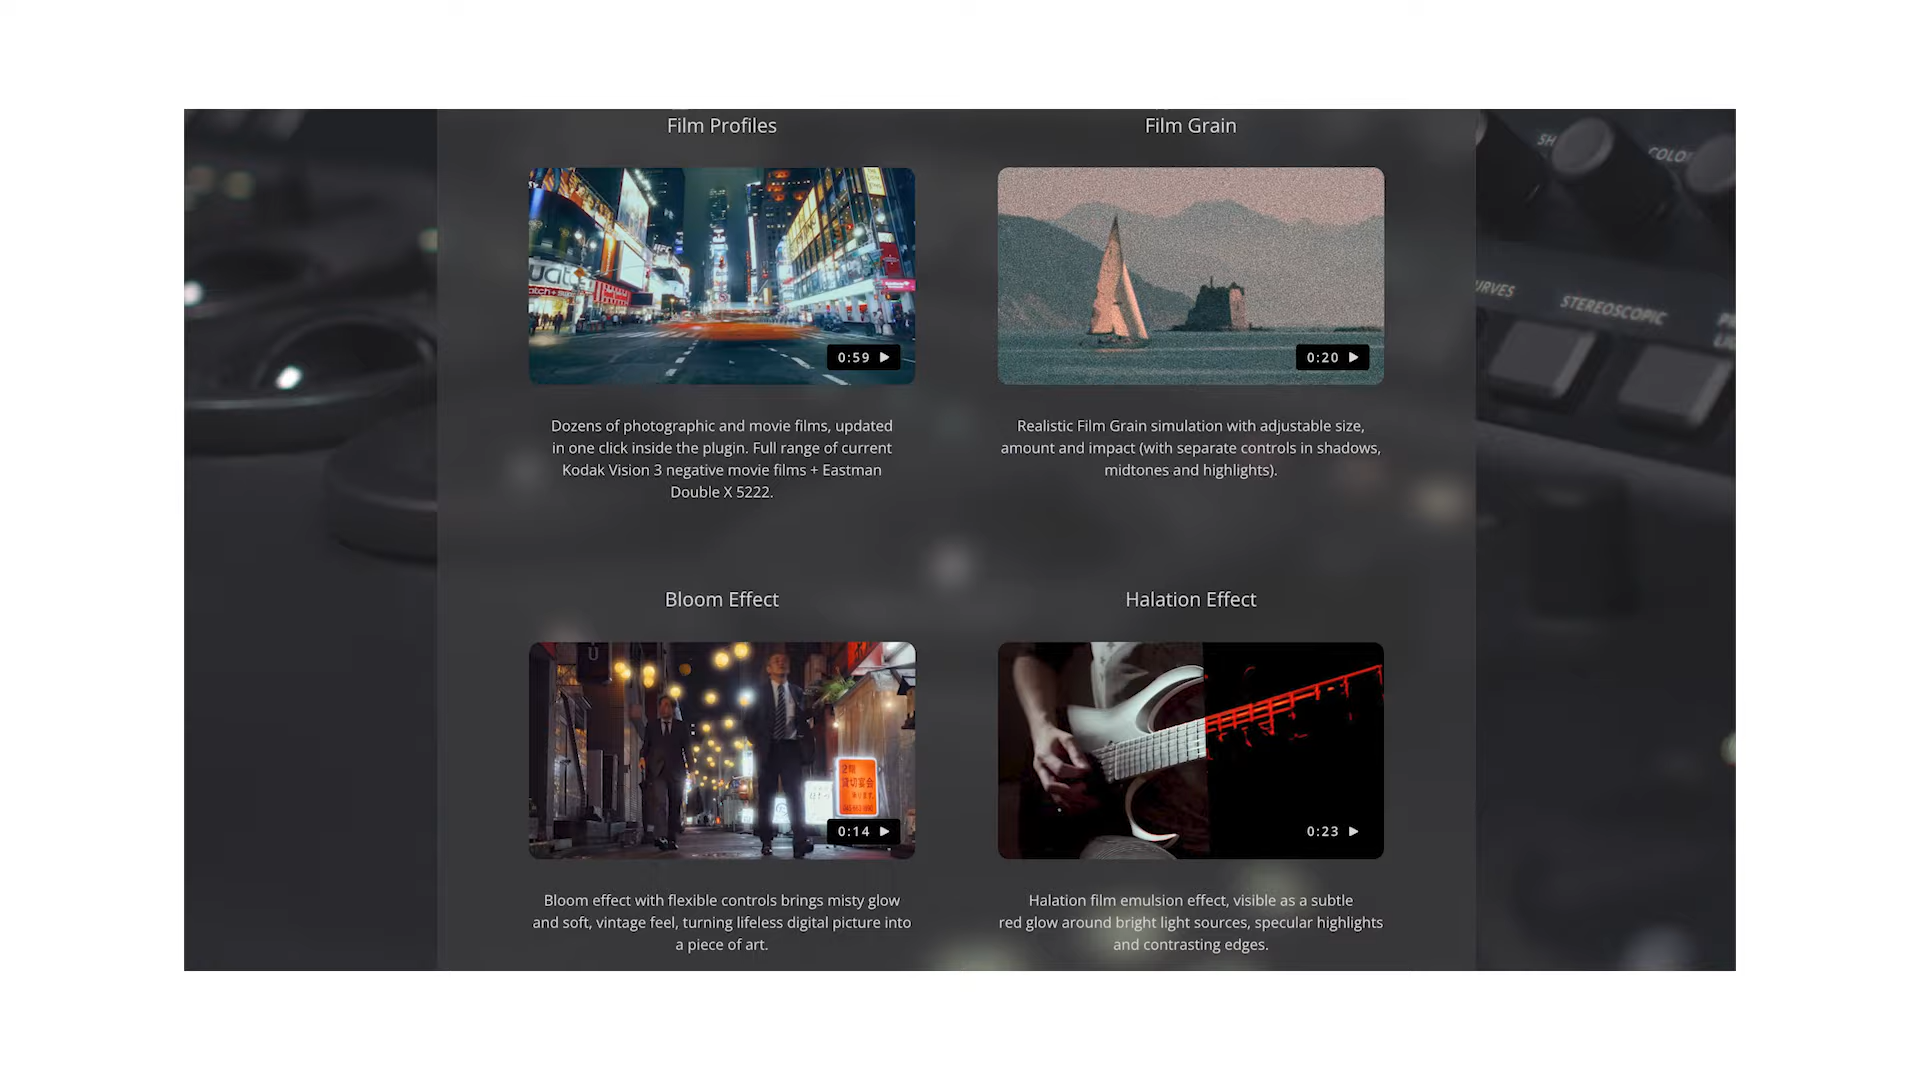 Film Profiles
Film Grain
0:59
0:20
SH
COLO
URVES
STEREOSCOPIC
Dozens of photographic and movie films, updated
in one click inside the plugin. Full range of current
Kodak Vision 3 negative movie films + Eastman
Double X 5222.
Realistic Film Grain simulation with adjustable size,
amount and impact (with separate controls in shadows,
midtones and highlights).
Bloom Effect
Halation Effect
U
0:14
0:23
Bloom effect with flexible controls brings misty glow
and soft, vintage feel, turning lifeless digital picture into
a piece of art.
Halation film emulsion effect, visible as a subtle
red glow around bright light sources, specular highlights
and contrasting edges.